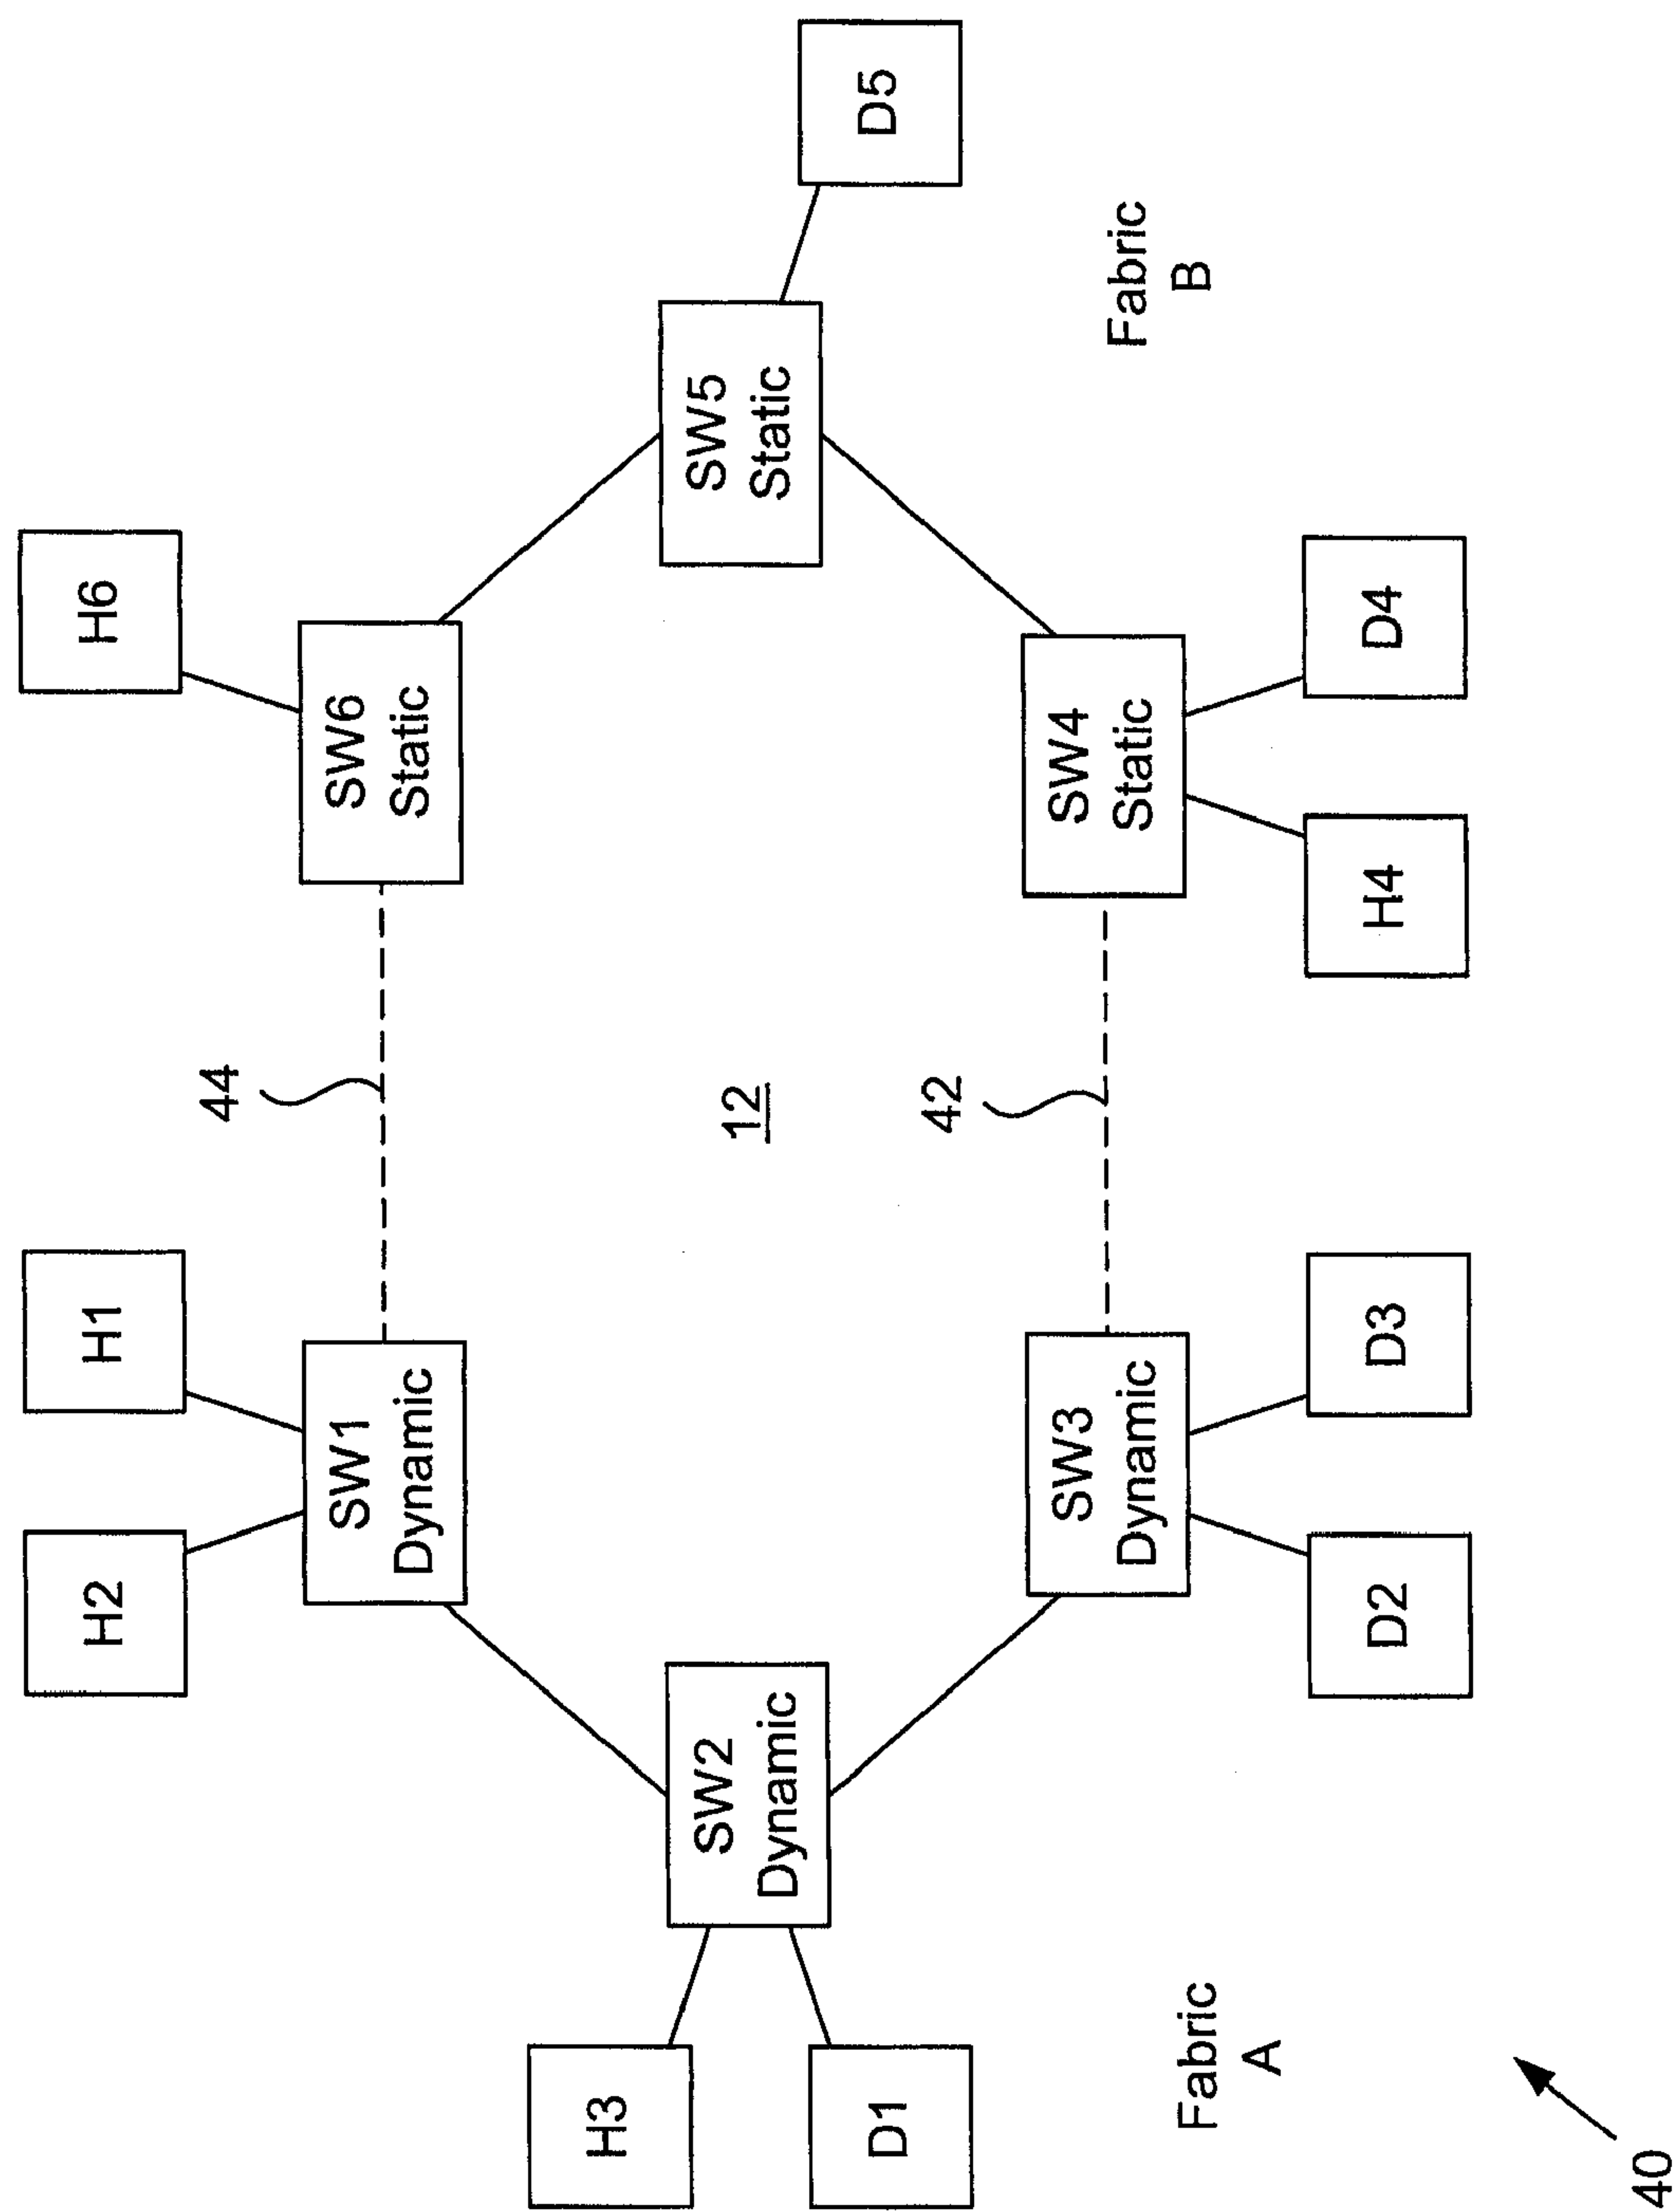 H2
H1
H6
SW1
Dynamic
44
SW6
Static
H3
D1
SW2
Dynamic
12
SW5
Static
D5
42
SW3
Dynamic
SW4
Static
D2
D3
H4
D4
Fabric
A
Fabric
B
40